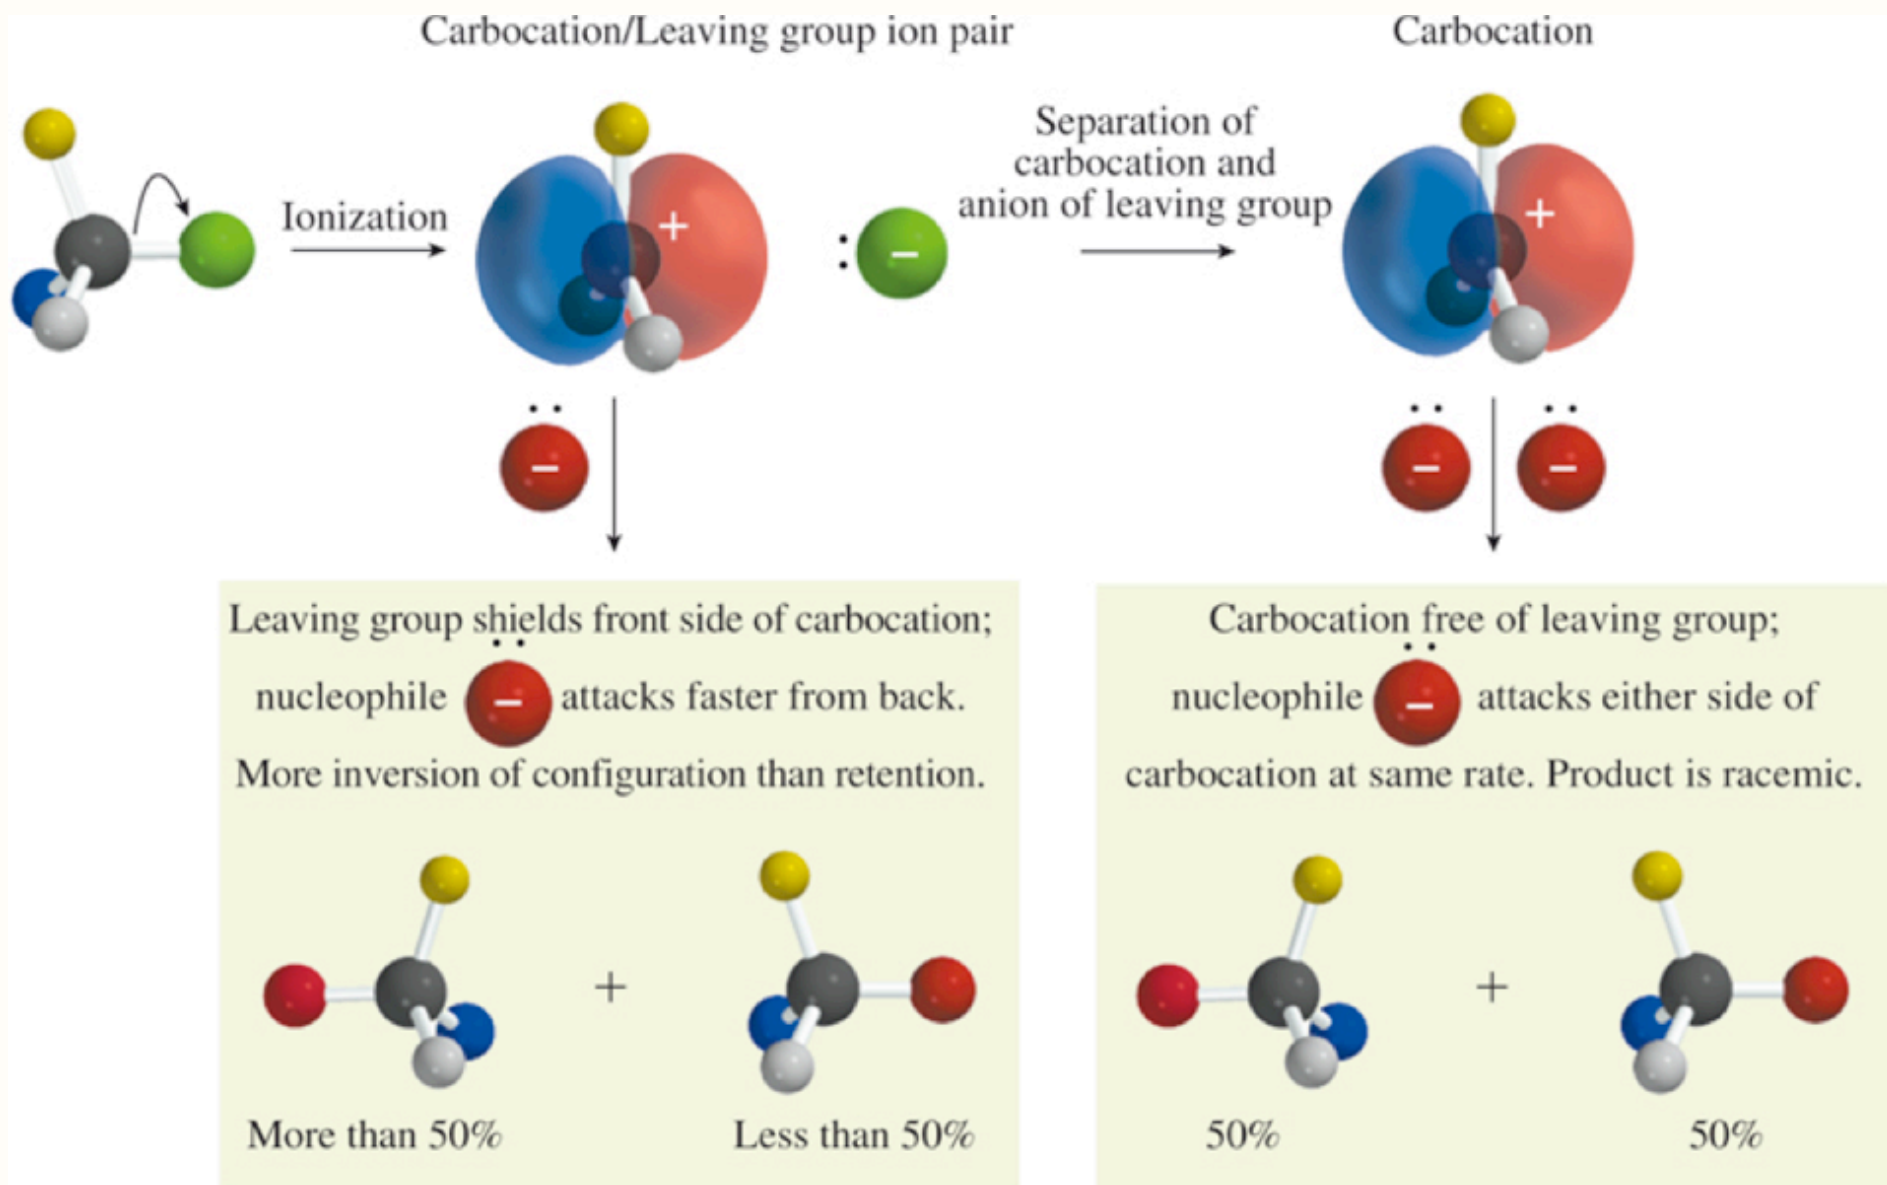 Carbocation/Leaving group ion pair
Carbocation
Ionization
+
:
−
Separation of
carbocation and
anion of leaving group
+
−
− −
Leaving group shields front side of carbocation;
nucleophile − attacks faster from back.
More inversion of configuration than retention.
+
More than 50%
Less than 50%
Carbocation free of leaving group;
nucleophile − attacks either side of
carbocation at same rate. Product is racemic.
+
50%
50%